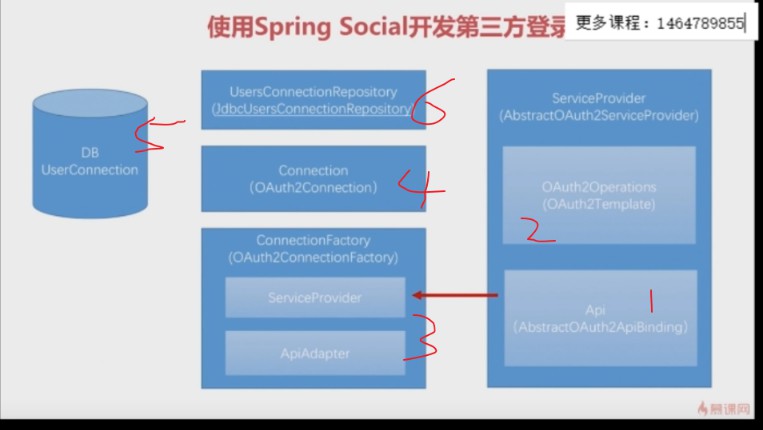 使用Spring Social开发第三方登录
更多课程：1464789855
DB
UserConnection
5
UsersConnectionRepository
(JdbcUsersConnectionRepository
6
Connection
(OAuth2Connection)
4
ConnectionFactory
(OAuth2ConnectionFactory)
ServiceProvider
ApiAdapter
3
ServiceProvider
(AbstractOAuth2ServiceProvider)
OAuth2Operations
(OAuth2Template)
2
Api
(AbstractOAuth2ApiBinding)
1
慕课网